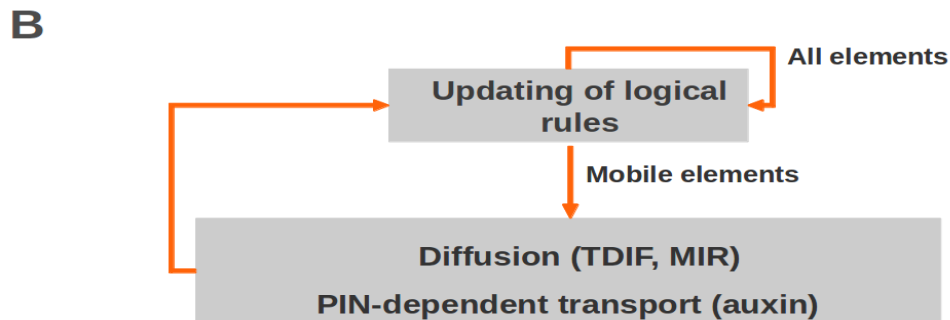 B
All elements
Updating of logical
rules
Mobile elements
Diffusion (TDIF, MIR)
PIN-dependent transport (auxin)